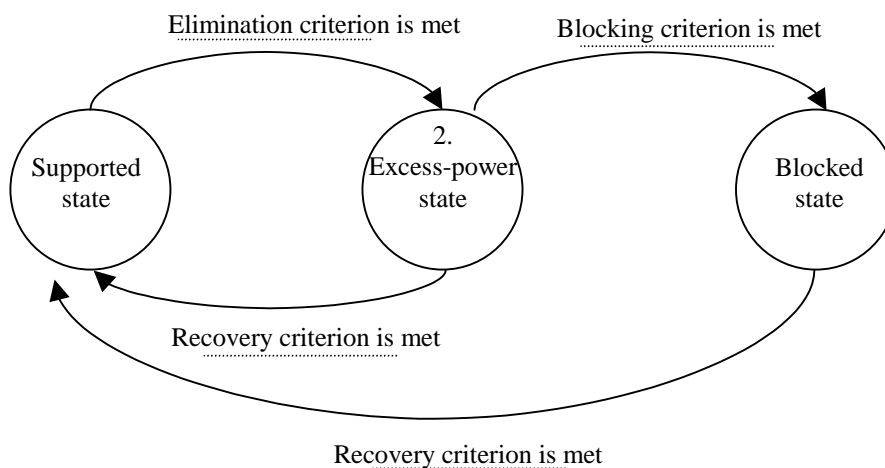 Elimination criterion is met
Blocking criterion is met
Supported
state
2.
Excess-power
state
Blocked
state
Recovery criterion is met
Recovery criterion is met